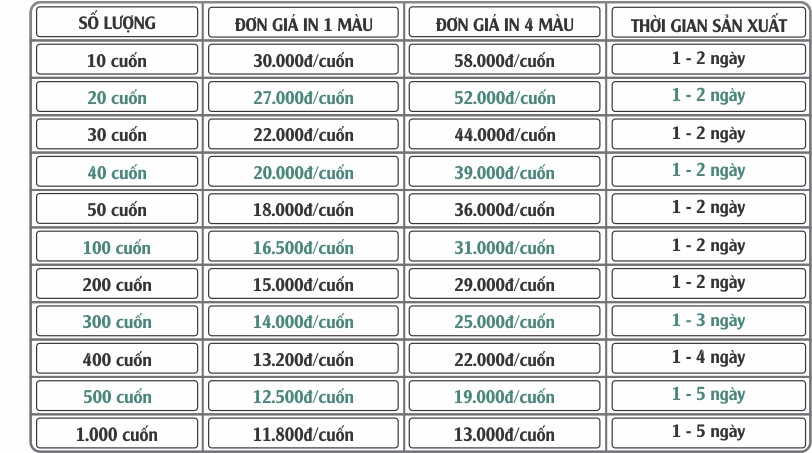 SỐ LƯỢNG ĐƠN GIÁ IN 1 MÀU ĐƠN GIÁ IN 4 MÀU THỜI GIAN SẢN XUẤT
10 cuốn 30.000đ/cuốn 58.000đ/cuốn 1 - 2 ngày
20 cuốn 27.000đ/cuốn 52.000đ/cuốn 1 - 2 ngày
30 cuốn 22.000đ/cuốn 44.000đ/cuốn 1 - 2 ngày
40 cuốn 20.000đ/cuốn 39.000đ/cuốn 1 - 2 ngày
50 cuốn 18.000đ/cuốn 36.000đ/cuốn 1 - 2 ngày
100 cuốn 16.500đ/cuốn 31.000đ/cuốn 1 - 2 ngày
200 cuốn 15.000đ/cuốn 29.000đ/cuốn 1 - 2 ngày
300 cuốn 14.000đ/cuốn 25.000đ/cuốn 1 - 3 ngày
400 cuốn 13.200đ/cuốn 22.000đ/cuốn 1 - 4 ngày
500 cuốn 12.500đ/cuốn 19.000đ/cuốn 1 - 5 ngày
1.000 cuốn 11.800đ/cuốn 13.000đ/cuốn 1 - 5 ngày